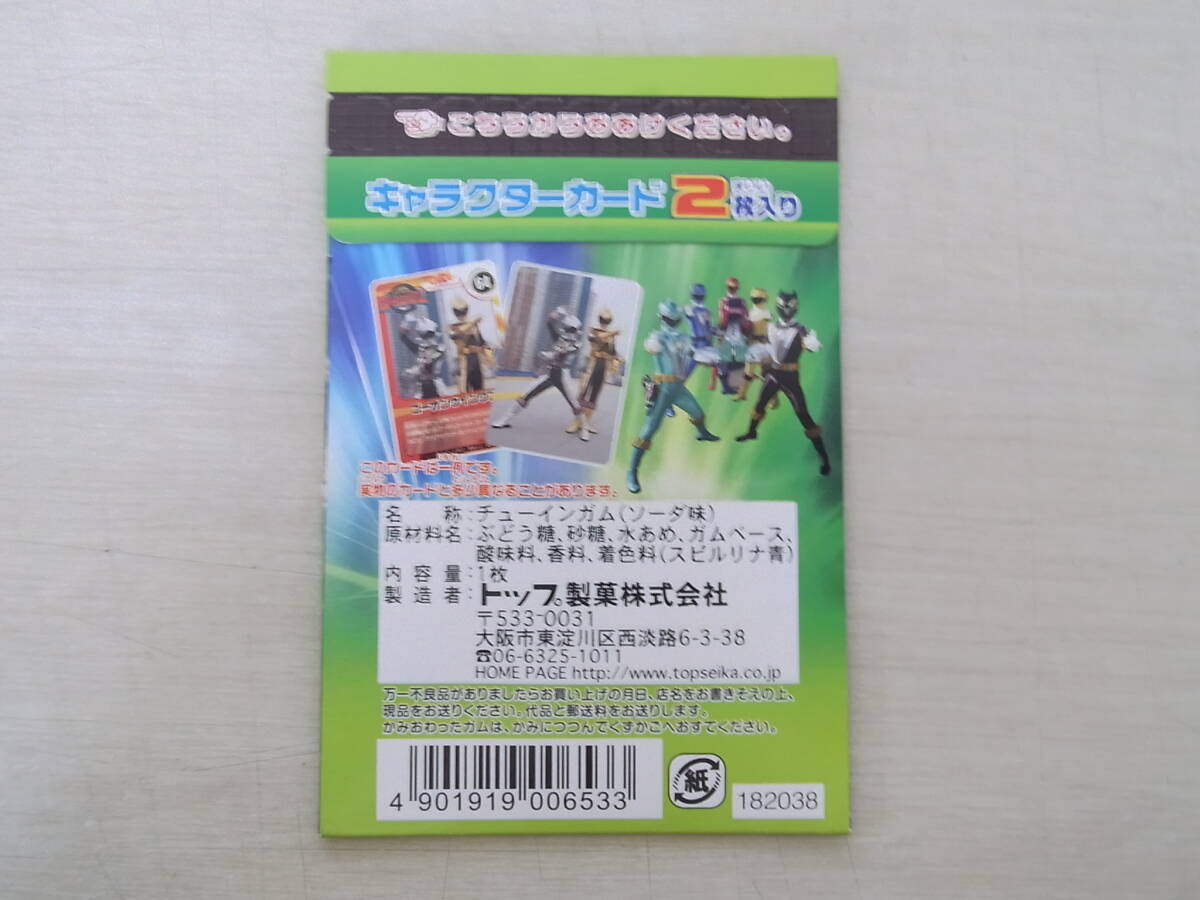 こちらからおあけください。
キャラクターカード2枚入り
GK
このカードは一例です。
実物のカードと多少異なることがあります。
名 称:チューインガム(ソーダ味)
原材料名:ぶどう糖、砂糖、水あめ、ガムベース、
酸味料、香料、着色料(スピルリナ青)
内 容 量:1枚
製 造 者:トップ製菓株式会社
〒533-0031
大阪市東淀川区西淡路6-3-38
☎06-6325-1011
HOME PAGE http://www.topseika.co.jp
万一不良品がありましたらお買い上げの月日、店名をお書きそえの上、
現品をお送りください。代品と郵送料をお送りします。
かみおわったガムは、かみにつつんでくずかごへおすてください。
4 901919 006533
紙
182038